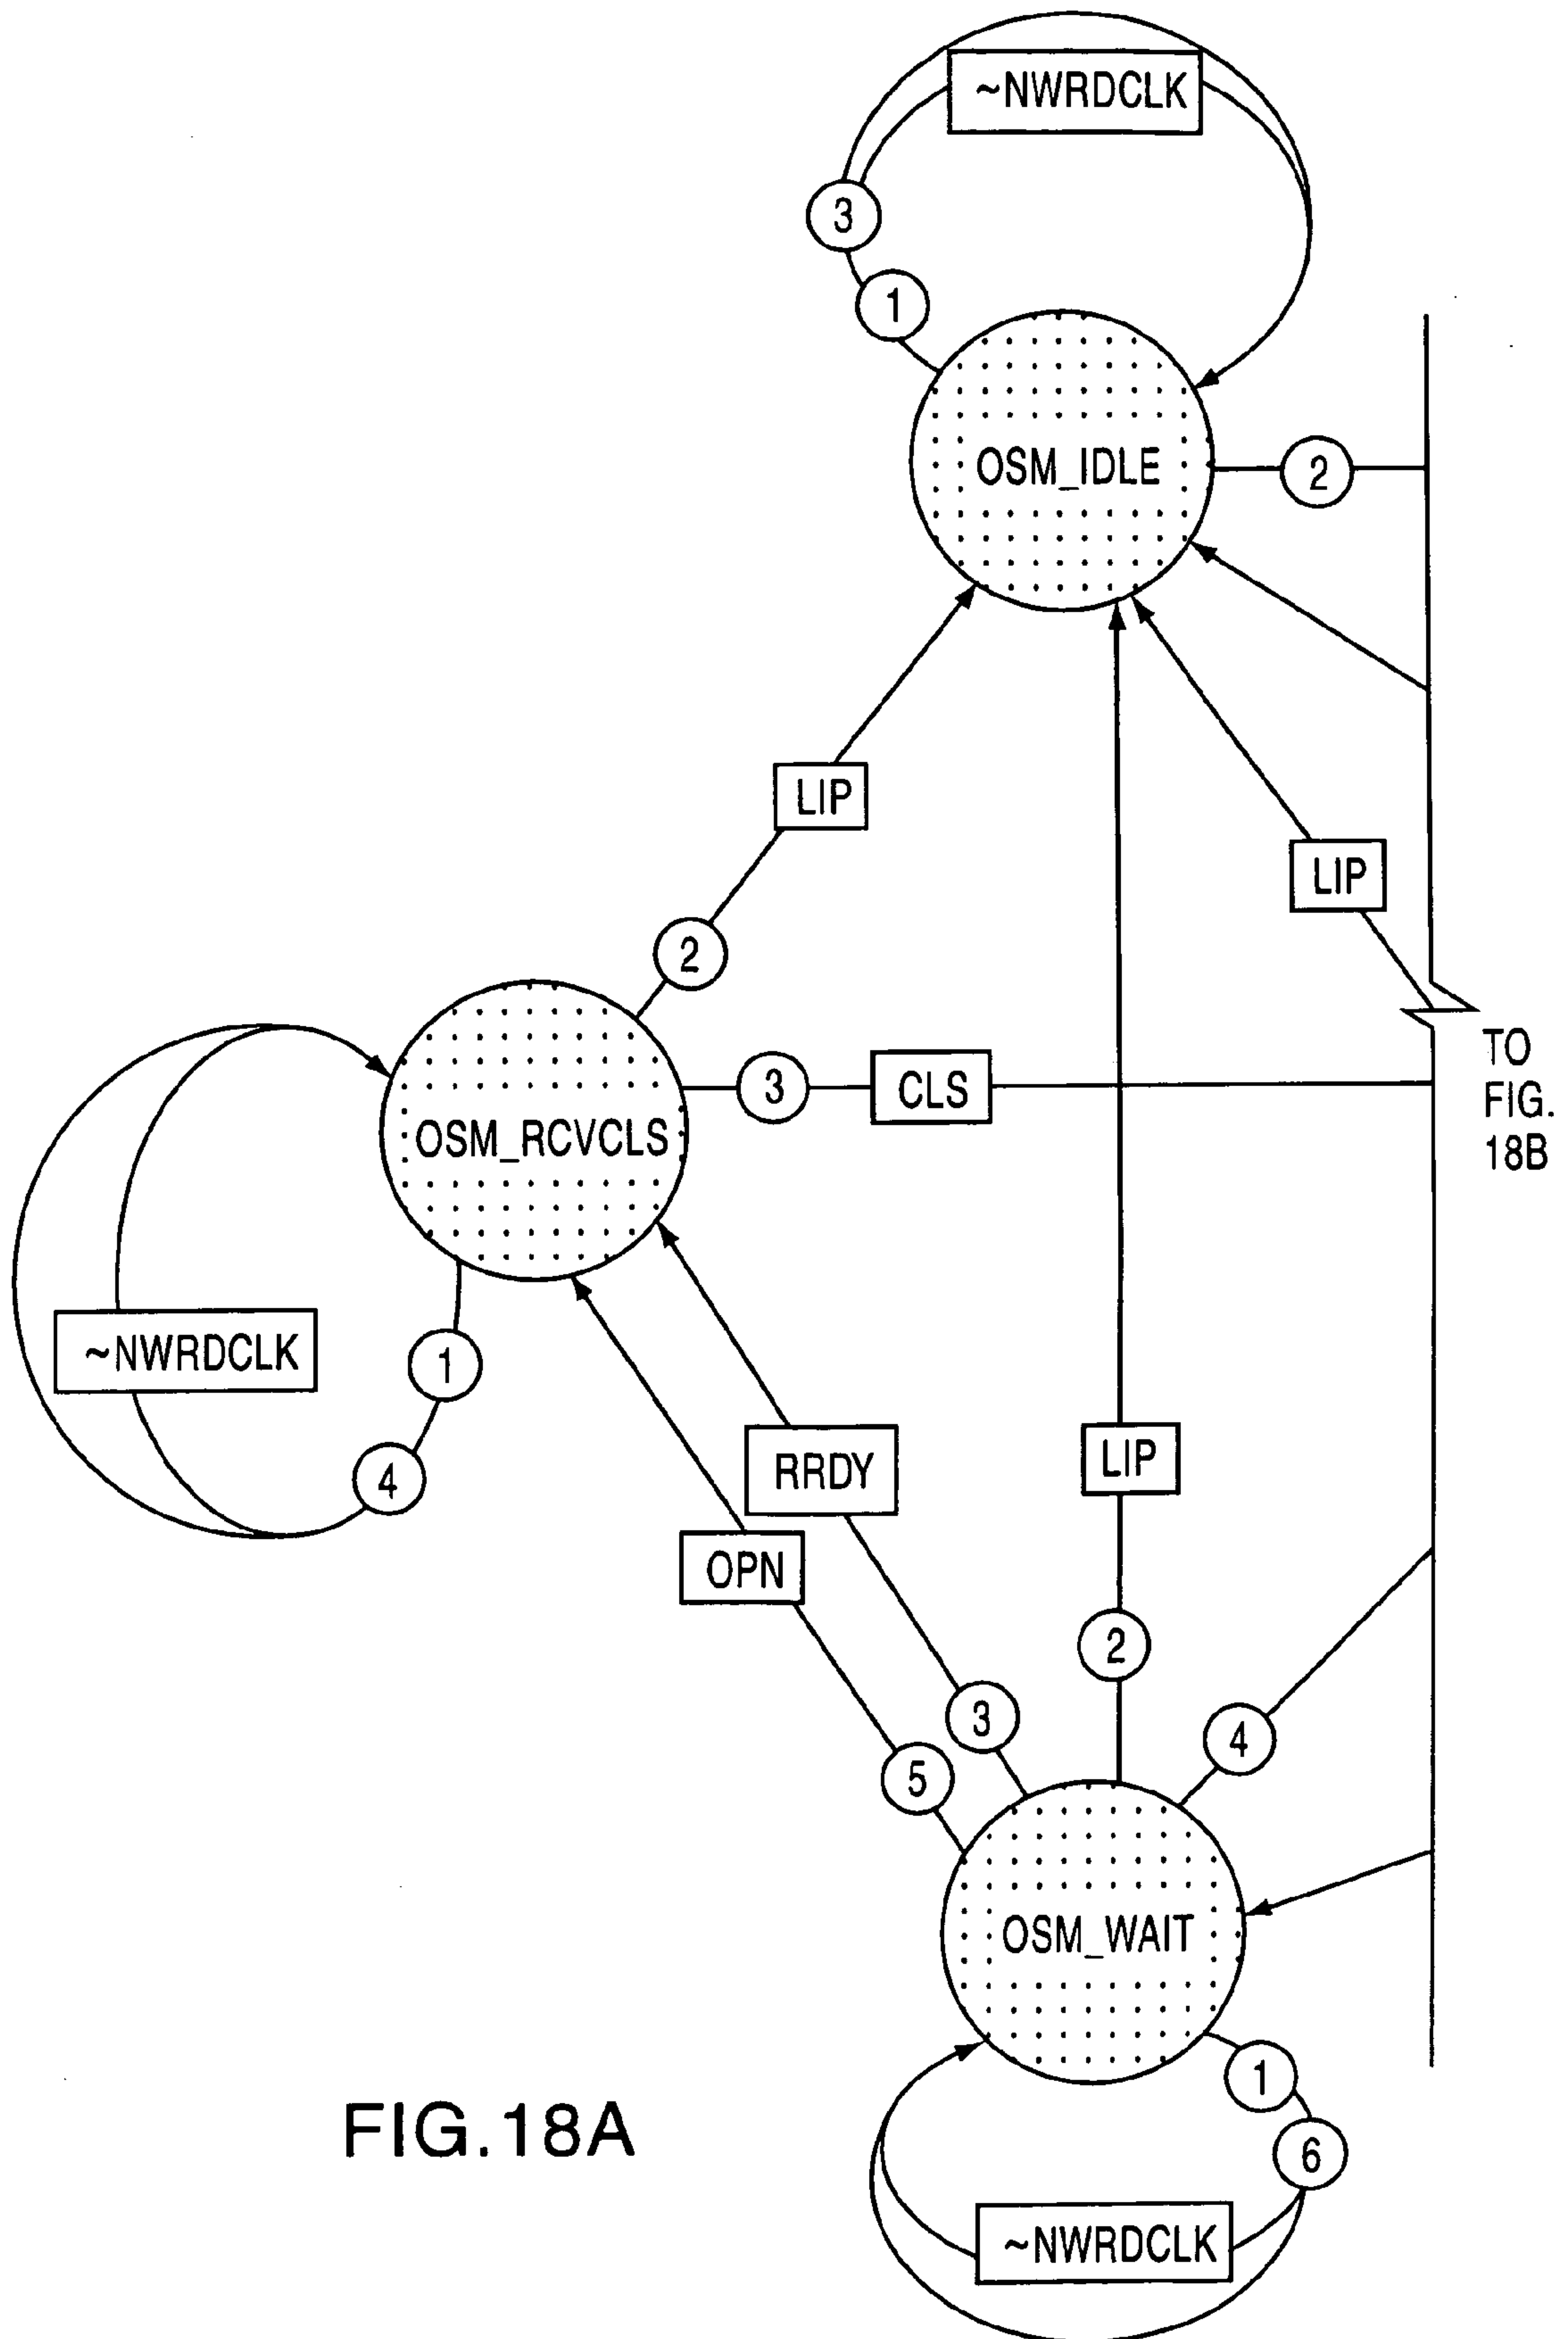 ~NWRDCLK
3
1
OSM_IDLE
2
LIP
LIP
2
TO
FIG.
18B
3
CLS
OSM_RCVCLS
~NWRDCLK
1
4
RRDY
LIP
OPN
2
3
4
5
OSM_WAIT
1
6
~NWRDCLK
FIG.18A